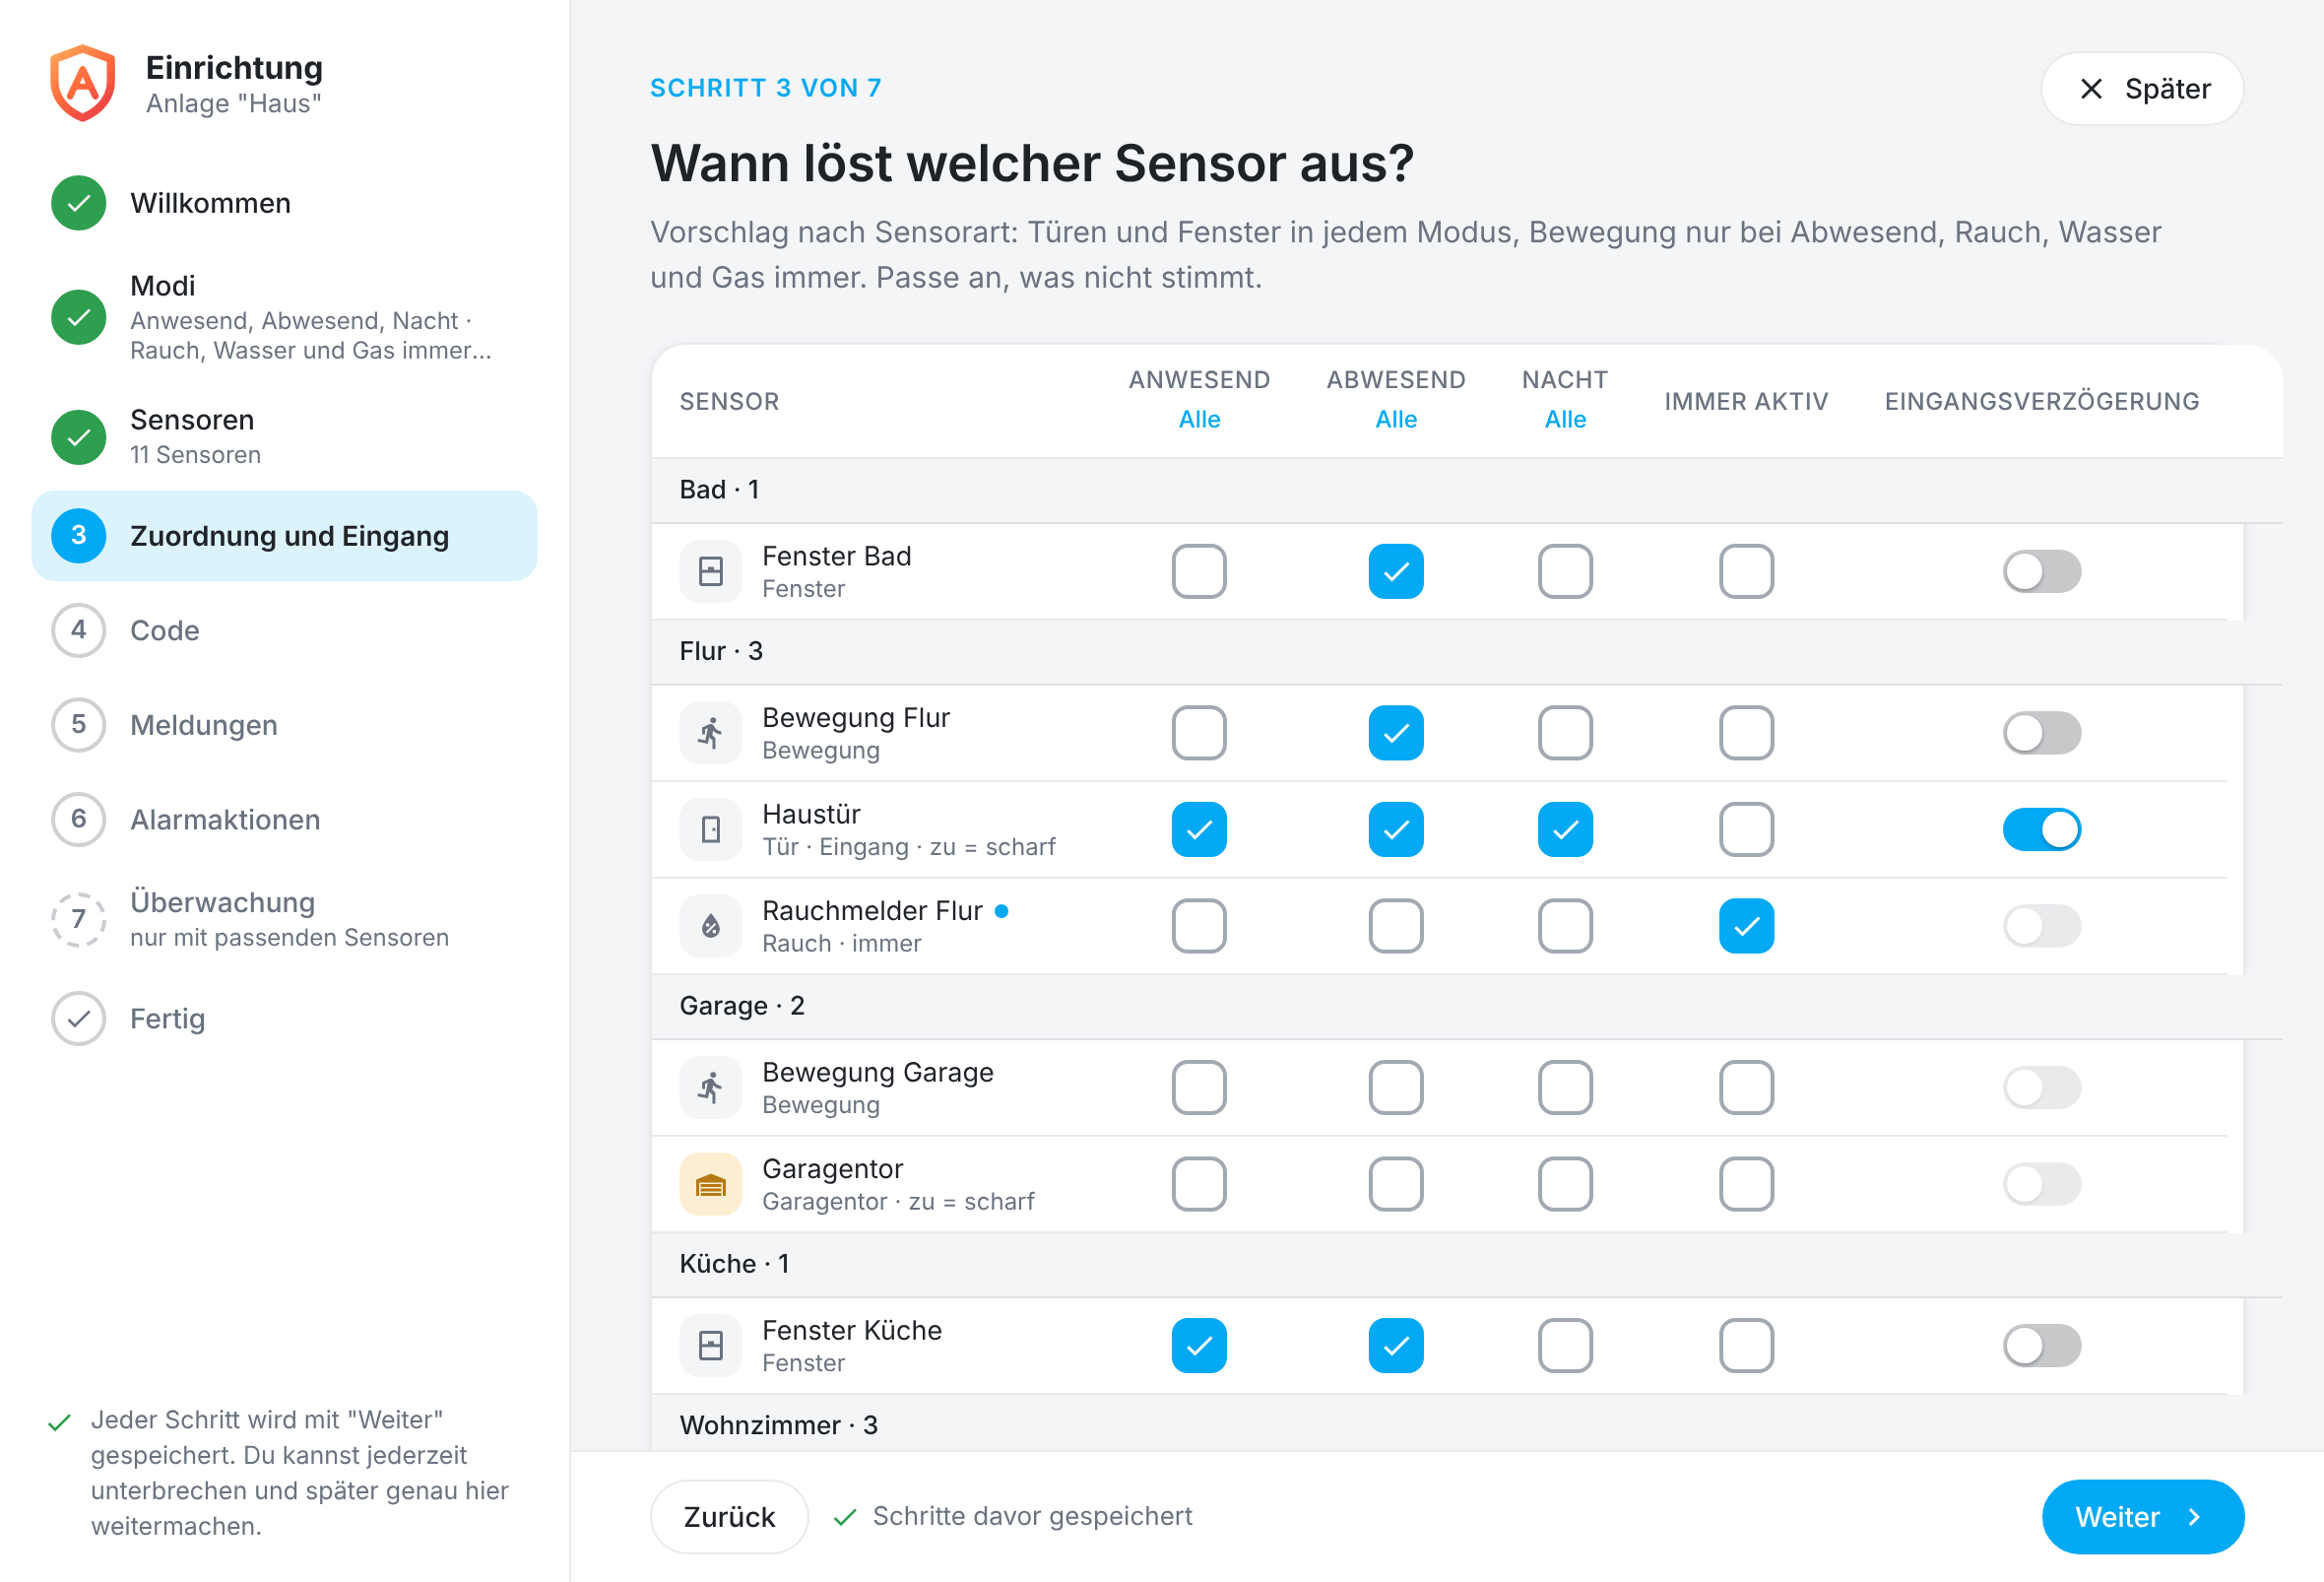 Einrichtung
Anlage "Haus"
Willkommen
Modi
Anwesend, Abwesend, Nacht ·
Rauch, Wasser und Gas immer...
Sensoren
11 Sensoren
3 Zuordnung und Eingang
4 Code
5 Meldungen
6 Alarmaktionen
7 Überwachung
nur mit passenden Sensoren
Fertig
Jeder Schritt wird mit "Weiter"
gespeichert. Du kannst jederzeit
unterbrechen und später genau hier
weitermachen.
SCHRITT 3 VON 7
Später
Wann löst welcher Sensor aus?
Vorschlag nach Sensorart: Türen und Fenster in jedem Modus, Bewegung nur bei Abwesend, Rauch, Wasser
und Gas immer. Passe an, was nicht stimmt.
SENSOR ANWESEND ABWESEND NACHT IMMER AKTIV EINGANGSVERZÖGERUNG
Alle Alle Alle
Bad · 1
Fenster Bad
Fenster
Flur · 3
Bewegung Flur
Bewegung
Haustür
Tür · Eingang · zu = scharf
Rauchmelder Flur
Rauch · immer
Garage · 2
Bewegung Garage
Bewegung
Garagentor
Garagentor · zu = scharf
Küche · 1
Fenster Küche
Fenster
Wohnzimmer · 3
Zurück
Schritte davor gespeichert
Weiter